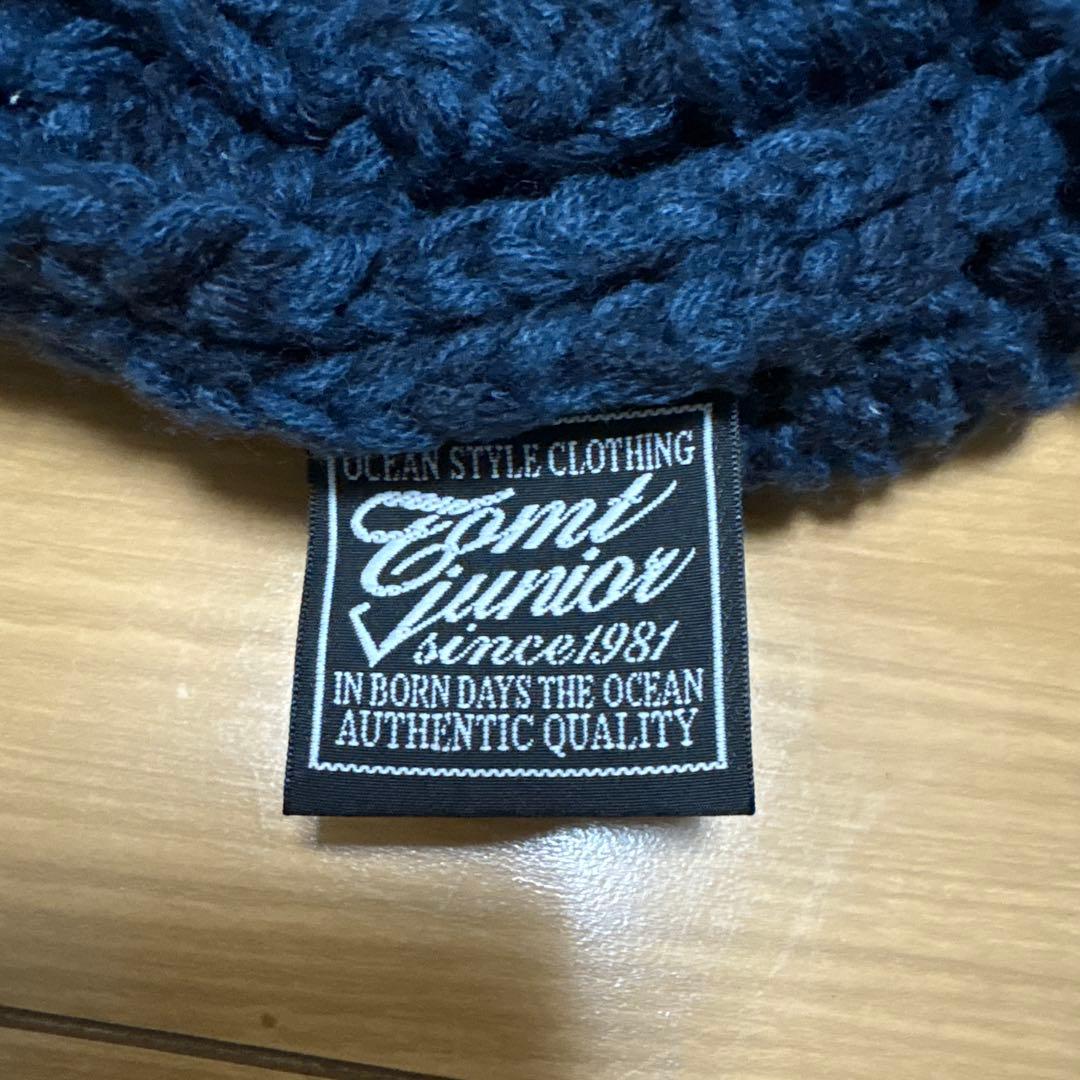 OCEAN STYLE CLOTHING
Tomt
junior
since1981
IN BORN DAYS THE OCEAN
AUTHENTIC QUALITY